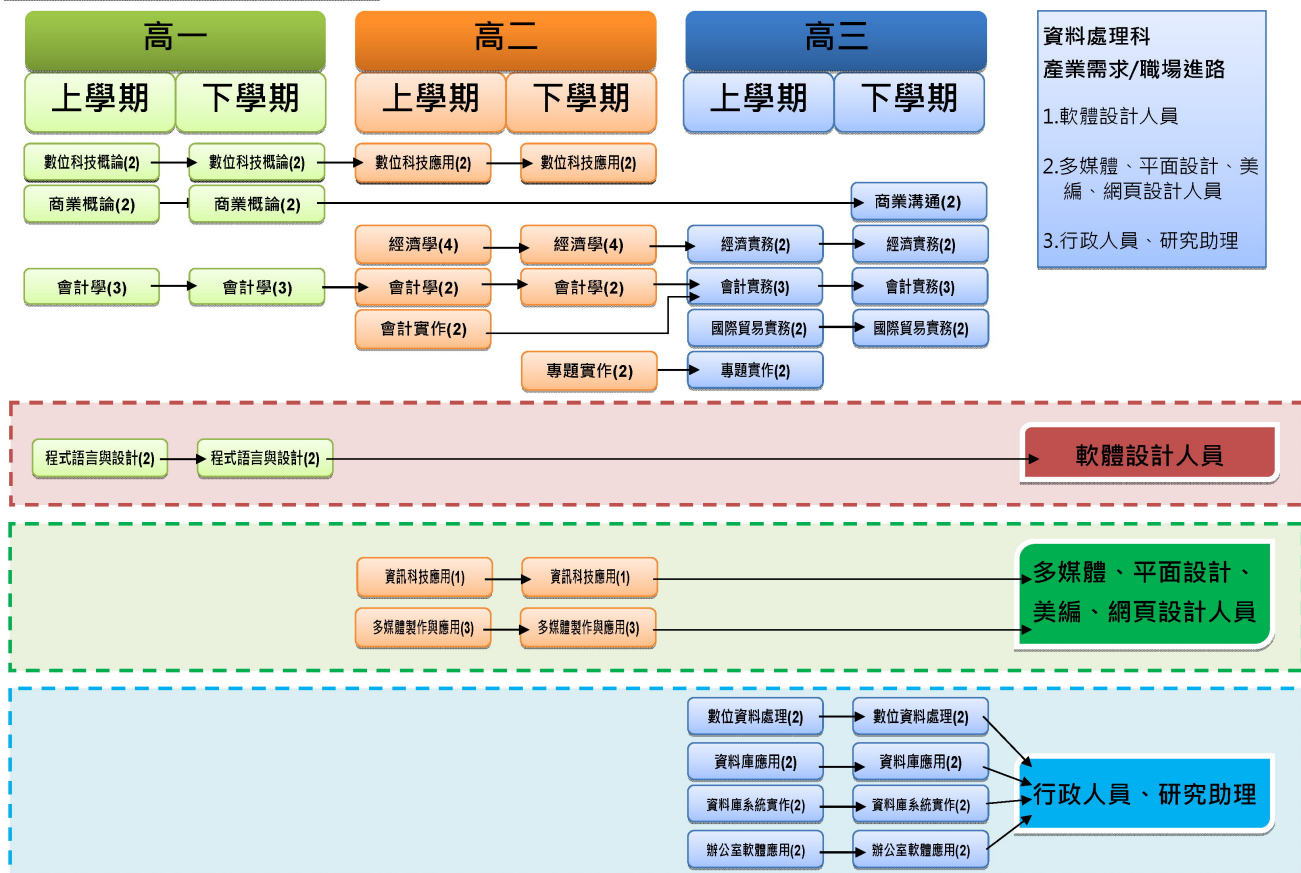 高一
高二
高三
上學期
下學期
上學期
下學期
上學期
下學期
資料處理科
產業需求/職場進路
1.軟體設計人員
2.多媒體、平面設計、美
編、網頁設計人員
3.行政人員、研究助理
數位科技概論(2)
數位科技概論(2)
數位科技應用(2)
數位科技應用(2)
商業概論(2)
商業概論(2)
商業溝通(2)
經濟學(4)
經濟學(4)
經濟實務(2)
經濟實務(2)
會計學(3)
會計學(3)
會計學(2)
會計學(2)
會計實務(3)
會計實務(3)
會計實作(2)
國際貿易實務(2)
國際貿易實務(2)
專題實作(2)
專題實作(2)
程式語言與設計(2)
程式語言與設計(2)
軟體設計人員
資訊科技應用(1)
資訊科技應用(1)
多媒體製作與應用(3)
多媒體製作與應用(3)
多媒體、平面設計、
美編、網頁設計人員
數位資料處理(2)
數位資料處理(2)
資料庫應用(2)
資料庫應用(2)
資料庫系統實作(2)
資料庫系統實作(2)
辦公室軟體應用(2)
辦公室軟體應用(2)
行政人員、研究助理